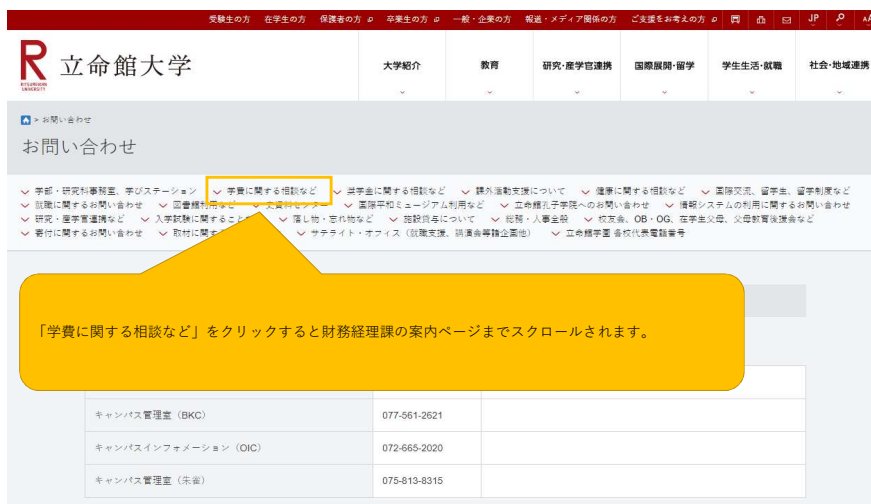 受験生の方 在学生の方 保護者の方 卒業生の方 一般・企業の方 報道・メディア関係の方 ご支援をお考えの方 JP
R 立命館大学
RITSUMEIKAN
UNIVERSITY
大学紹介 教育 研究・産学官連携 国際展開・留学 学生生活・就職 社会・地域連携
> お問い合わせ
お問い合わせ
学部・研究科事務室、学びステーション 学費に関する相談など 奨学金に関する相談など 課外活動支援について 健康に関する相談など 国際交流、留学生、留学制度など
就職に関するお問い合わせ 図書館利用など 史資料センター 国際平和ミュージアム利用など 立命館孔子学院へのお問い合わせ 情報システムの利用に関するお問い合わせ
研究・産学官連携など 入学試験に関すること 落し物・忘れ物など 施設貸与について 総務・人事全般 校友会、OB・OG、在学生父母、父母教育後援会など
寄付に関するお問い合わせ 取材に関す サテライト・オフィス（就職支援、講演会等諸企画他） 立命館学園 各校代表電話番号
「学費に関する相談など」をクリックすると財務経理課の案内ページまでスクロールされます。
キャンパス管理室（BKC） 077-561-2621
キャンパスインフォメーション（OIC） 072-665-2020
キャンパス管理室（朱雀） 075-813-8315